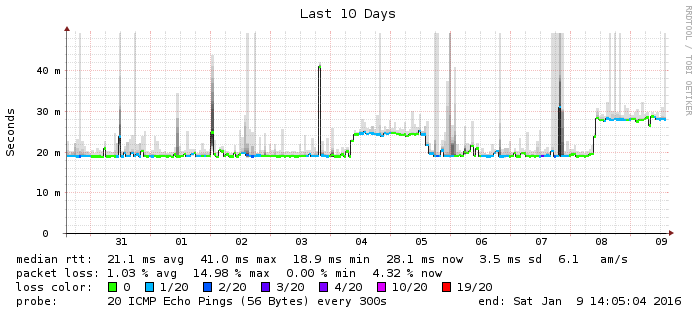 Last 10 Days
RRDTOOL / TOBI OETIKER
Seconds
40 m
30 m
20 m
10 m
0
31 01 02 03 04 05 06 07 08 09
median rtt: 21.1 ms avg 41.0 ms max 18.9 ms min 28.1 ms now 3.5 ms sd 6.1 am/s
packet loss: 1.03 % avg 14.98 % max 0.00 % min 4.32 % now
loss color: 0 1/20 2/20 3/20 4/20 10/20 19/20
probe: 20 ICMP Echo Pings (56 Bytes) every 300s end: Sat Jan 9 14:05:04 2016